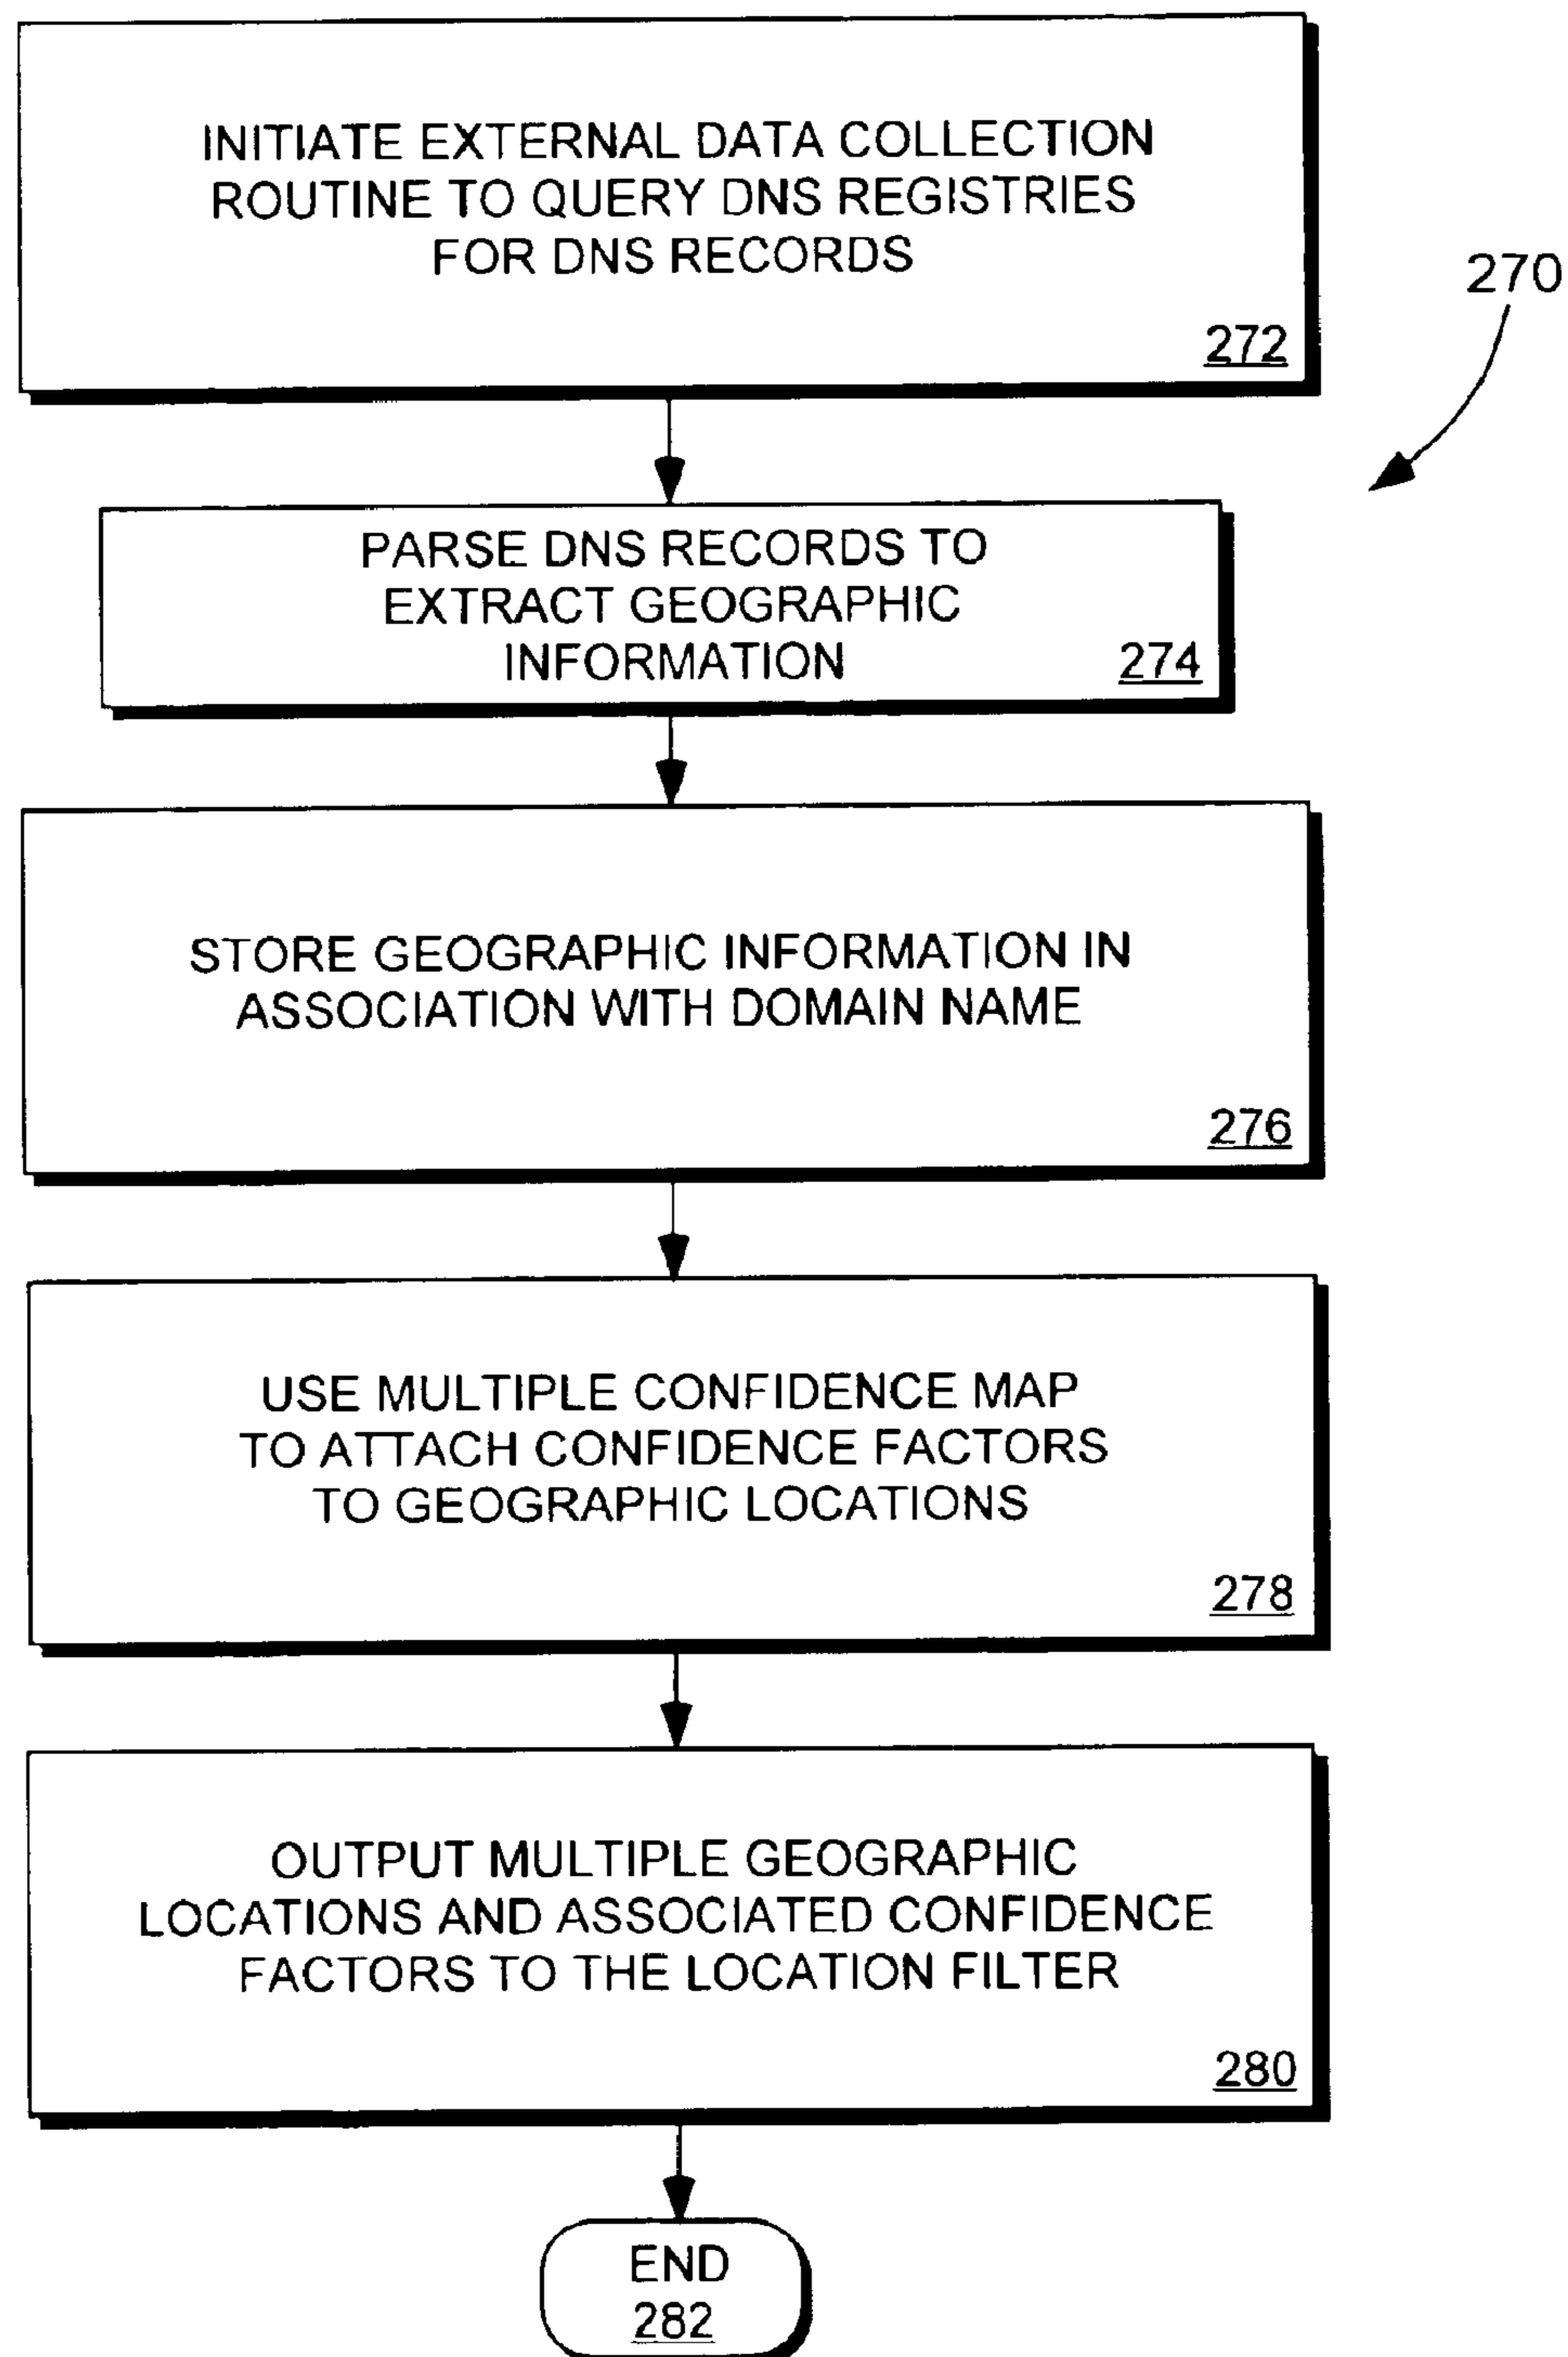 INITIATE EXTERNAL DATA COLLECTION
ROUTINE TO QUERY DNS REGISTRIES
FOR DNS RECORDS
272
270
PARSE DNS RECORDS TO
EXTRACT GEOGRAPHIC
INFORMATION
274
STORE GEOGRAPHIC INFORMATION IN
ASSOCIATION WITH DOMAIN NAME
276
USE MULTIPLE CONFIDENCE MAP
TO ATTACH CONFIDENCE FACTORS
TO GEOGRAPHIC LOCATIONS
278
OUTPUT MULTIPLE GEOGRAPHIC
LOCATIONS AND ASSOCIATED CONFIDENCE
FACTORS TO THE LOCATION FILTER
280
END
282